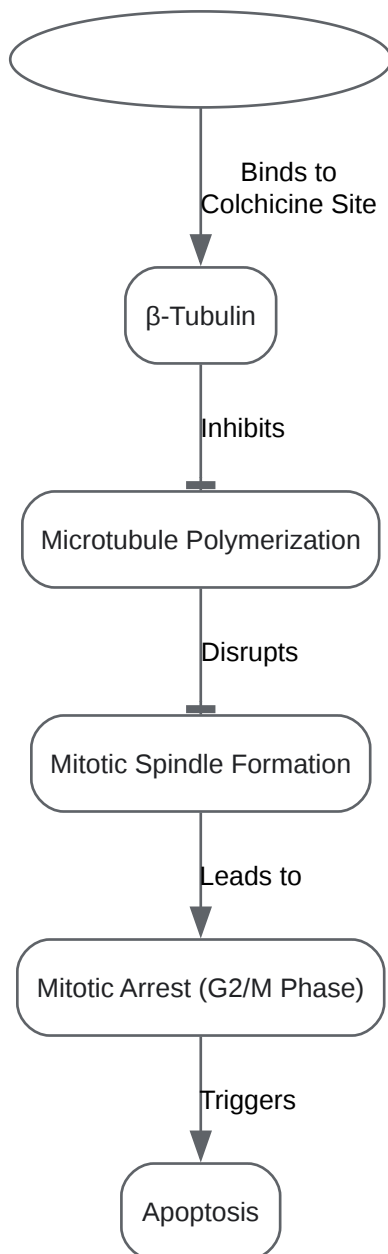 Binds to
Colchicine Site
β-Tubulin
Inhibits
Microtubule Polymerization
Disrupts
Mitotic Spindle Formation
Leads to
Mitotic Arrest (G2/M Phase)
Triggers
Apoptosis